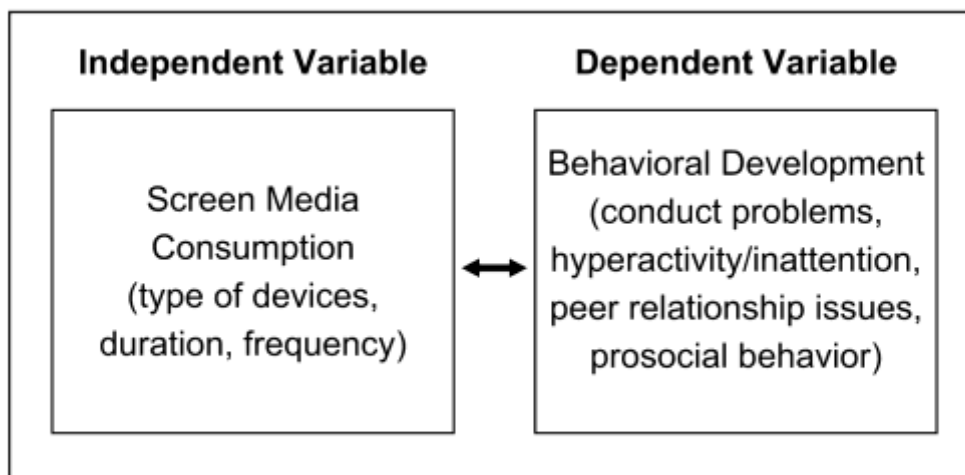 Independent Variable
Dependent Variable
Screen Media
Consumption
(type of devices,
duration, frequency)
Behavioral Development
(conduct problems,
hyperactivity/inattention,
peer relationship issues,
prosocial behavior)